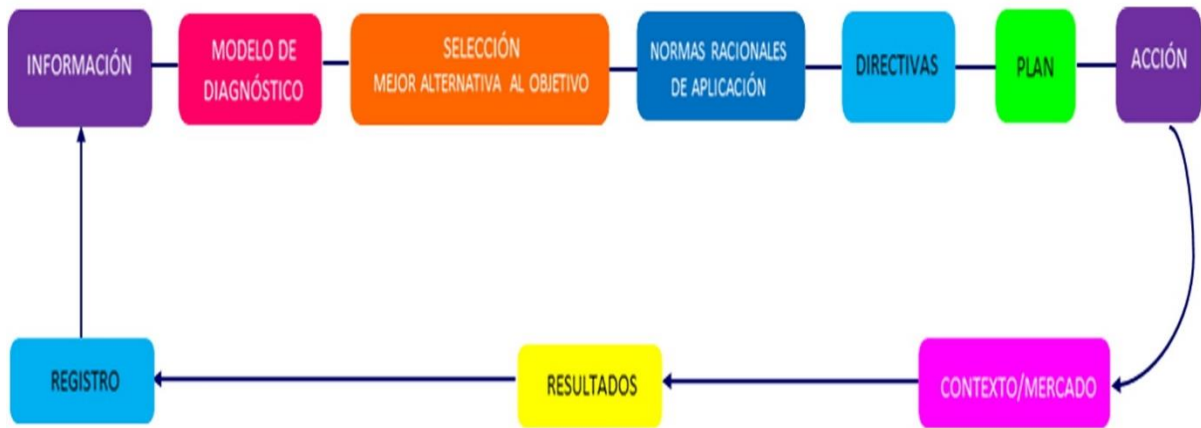 INFORMACIÓN
MODELO DE
DIAGNÓSTICO
SELECCIÓN
MEJOR ALTERNATIVA AL OBJETIVO
NORMAS RACIONALES
DE APLICACIÓN
DIRECTIVAS
PLAN
ACCIÓN
REGISTRO
RESULTADOS
CONTEXTO/MERCADO